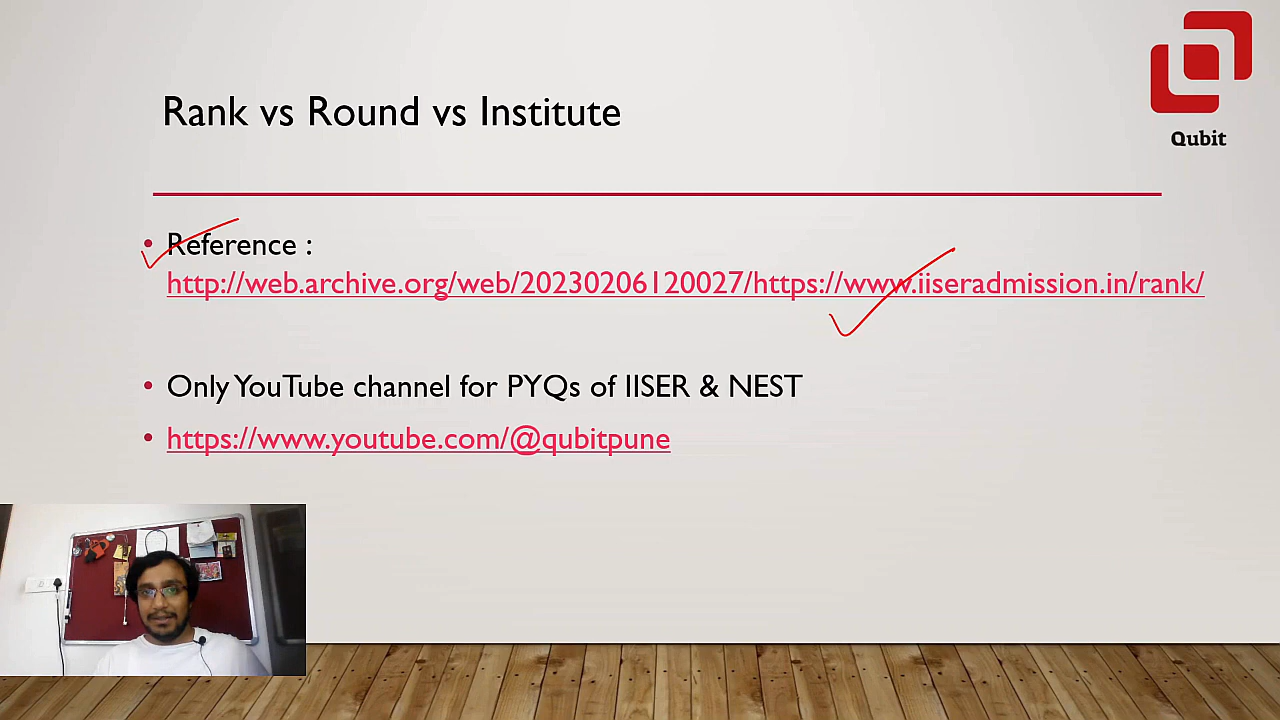 Qubit
Rank vs Round vs Institute
Reference :
http://web.archive.org/web/20230206120027/https://www.iiseradmission.in/rank/
Only YouTube channel for PYQs of IISER & NEST
https://www.youtube.com/@qubitpune